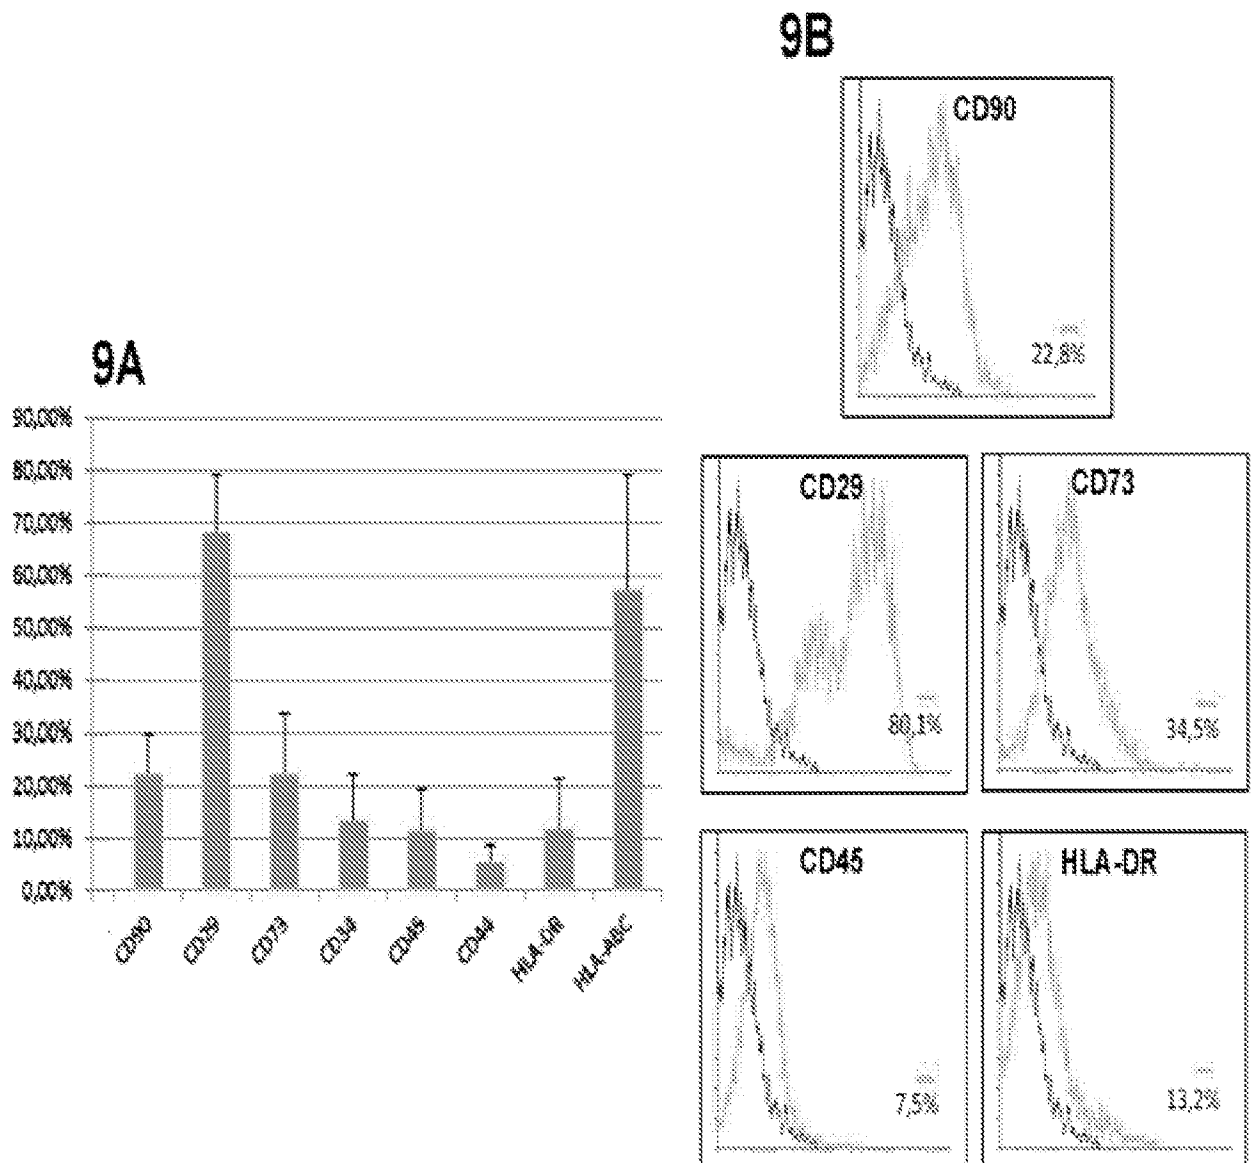 9B
CD90
22,8%
9A
90,00%
80,00%
70,00%
60,00%
50,00%
40,00%
30,00%
20,00%
10,00%
0,00%
CD90
CD29
CD73
CD34
CD45
CD44
HLA-DR
HLA-ABC
CD29
80,1%
CD73
34,5%
CD45
7,5%
HLA-DR
13,2%